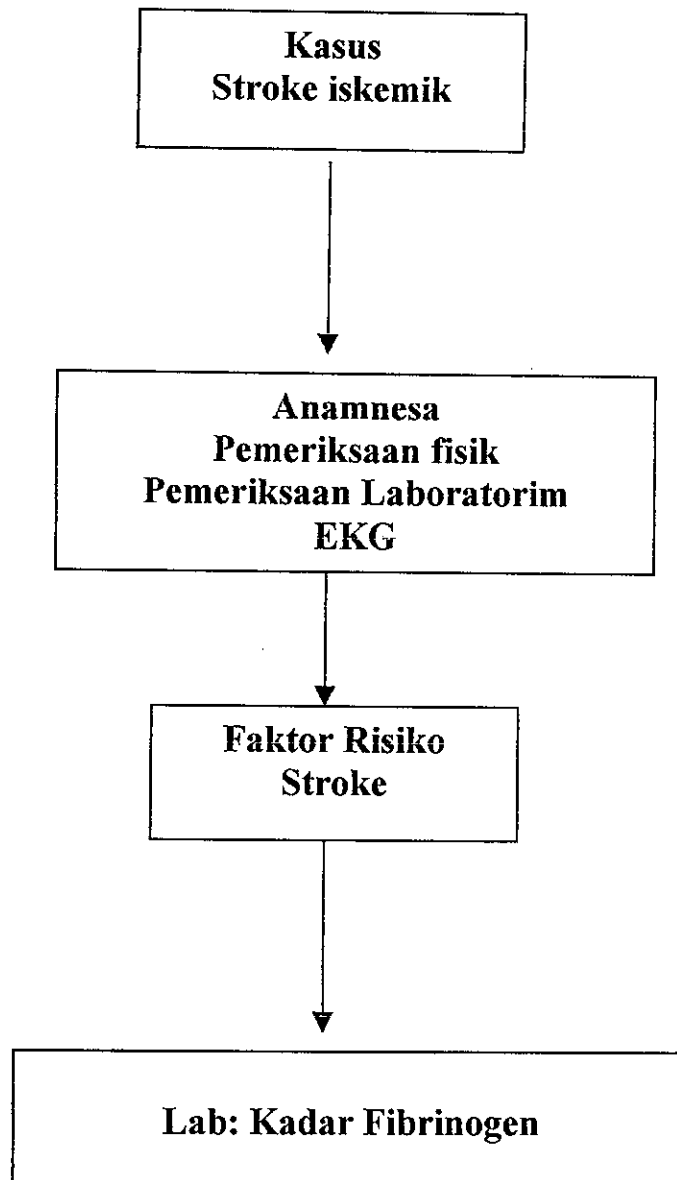 Kasus
Stroke iskemik
Anamnesa
Pemeriksaan fisik
Pemeriksaan Laboratorim
EKG
Faktor Risiko
Stroke
Lab: Kadar Fibrinogen